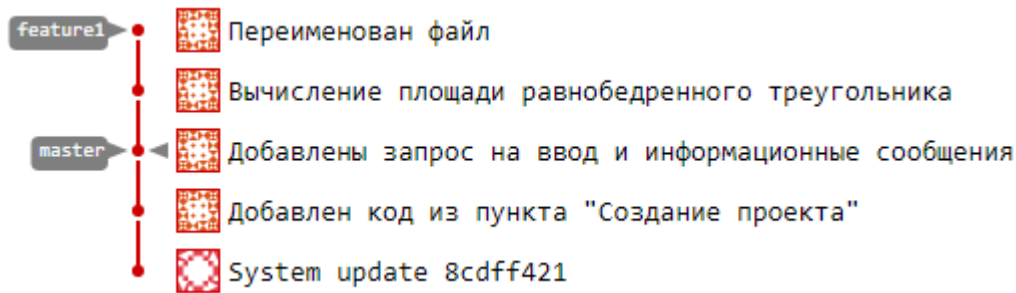 feature1 Переименован файл
Вычисление площади равнобедренного треугольника
master Добавлены запрос на ввод и информационные сообщения
Добавлен код из пункта "Создание проекта"
System update 8cdff421